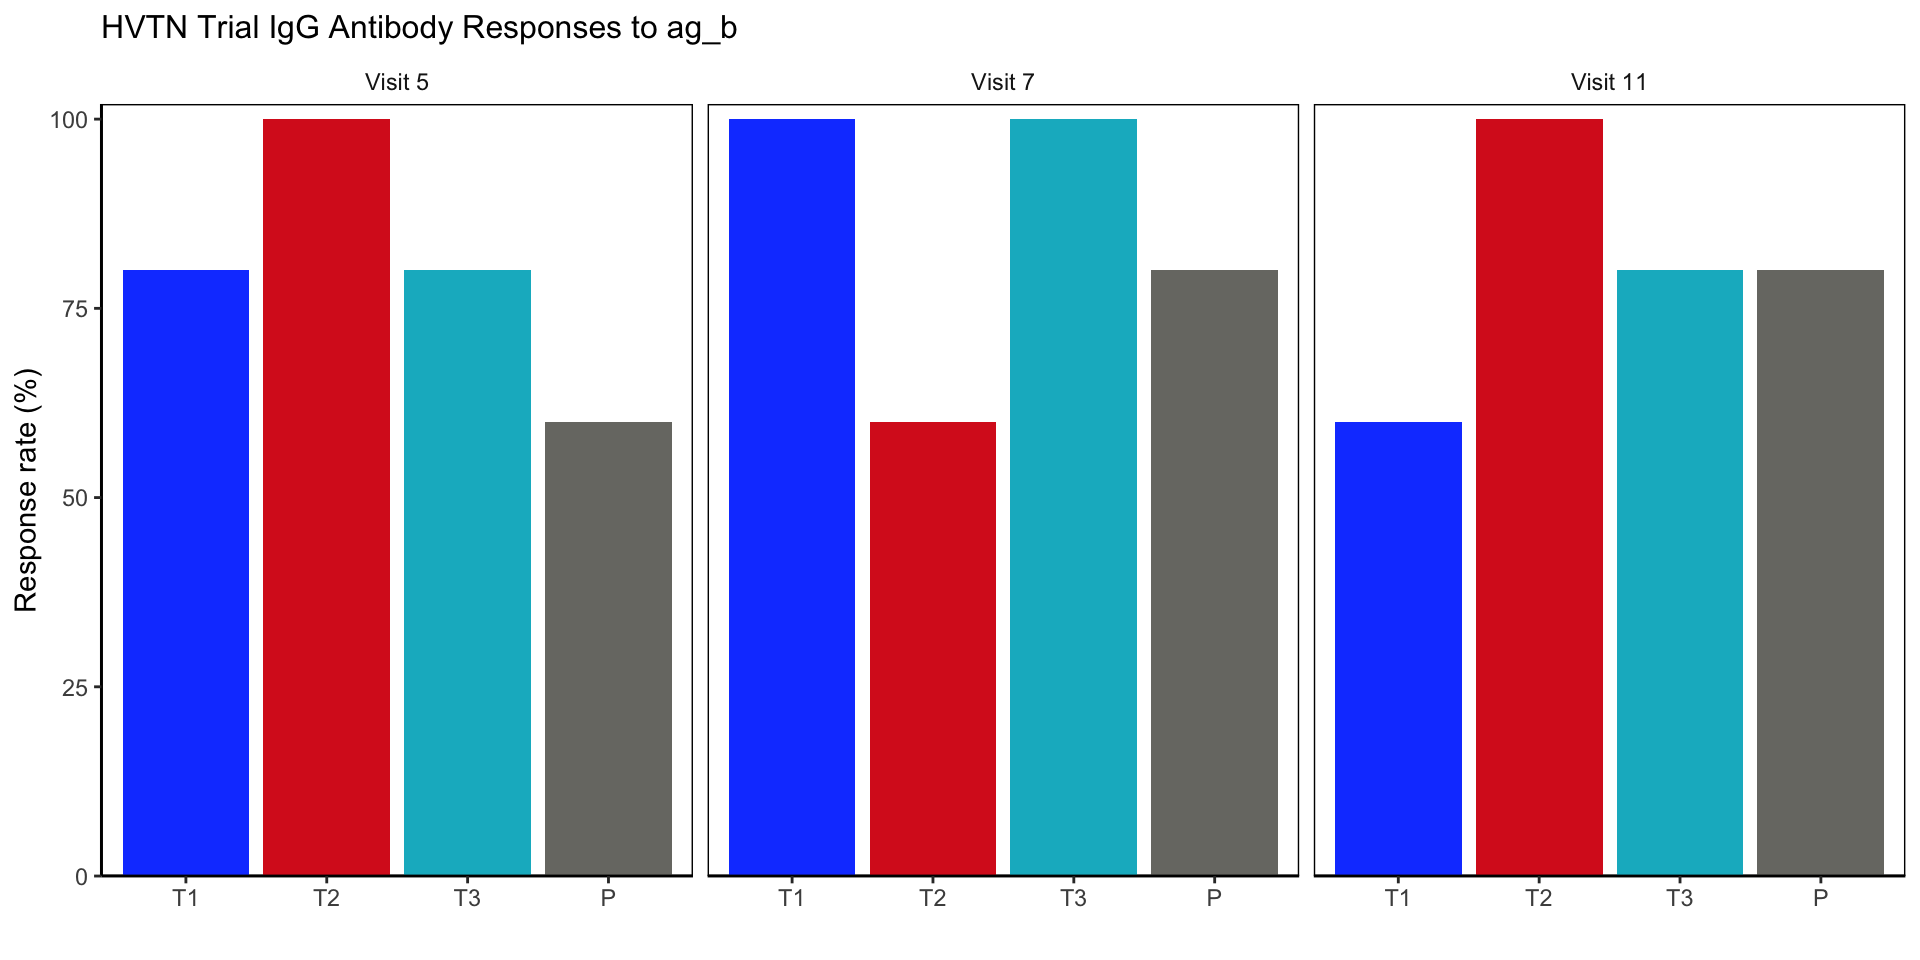 HVTN Trial IgG Antibody Responses to ag_b
Visit 5
Visit 7
Visit 11
Response rate (%)
100
75
50
25
0
T1 T2 T3 P
T1 T2 T3 P
T1 T2 T3 P